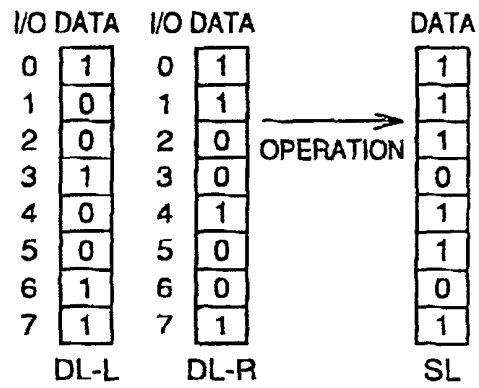 I/O DATA I/O DATA DATA
0 1 0 1 1
1 0 1 1 1
2 0 2 0 1
OPERATION
3 1 3 0 0
4 0 4 1 1
5 0 5 0 1
6 1 6 0 0
7 1 7 1 1
DL-L DL-R SL